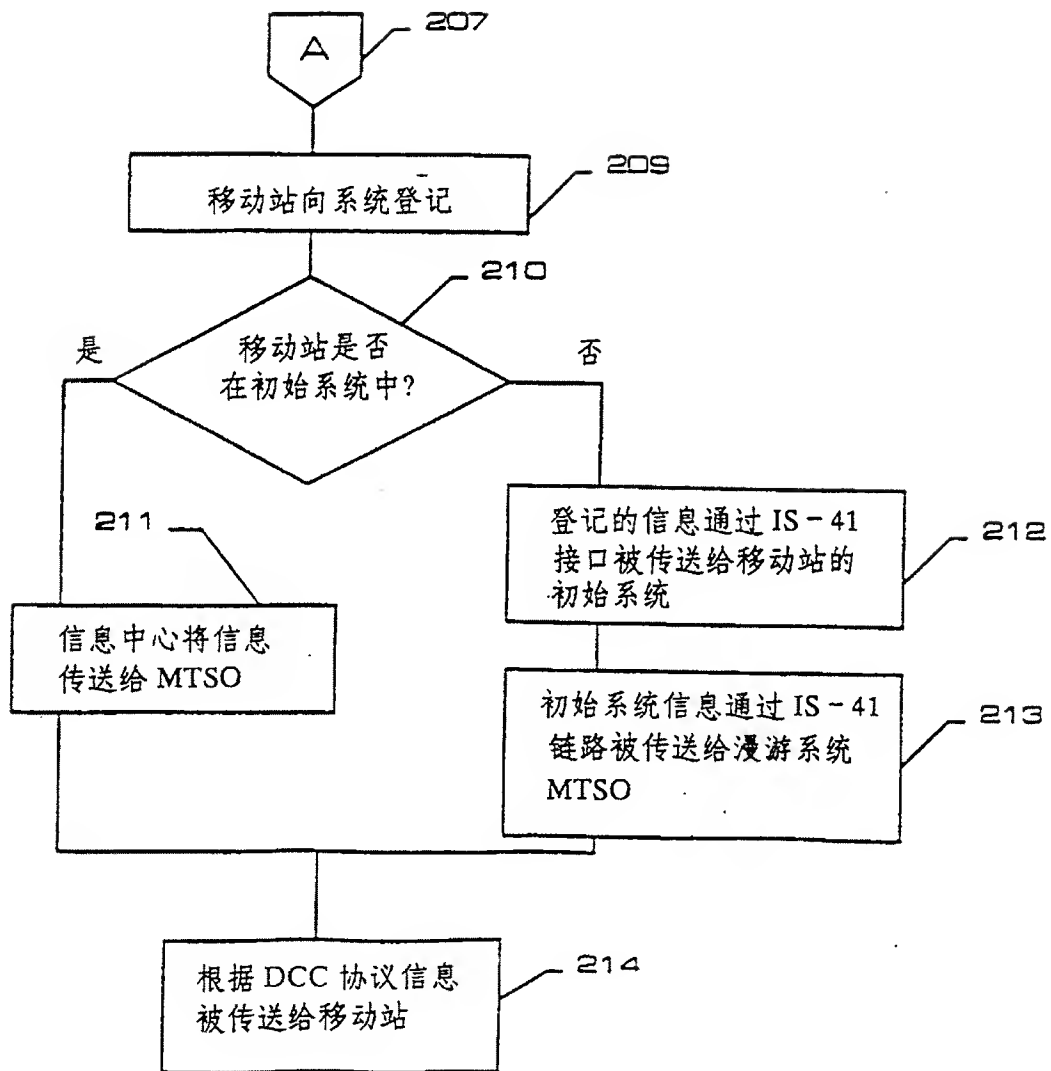 A
207
移动站向系统登记
209
210
移动站是否
在初始系统中?
是
否
211
信息中心将信息
传送给 MTSO
登记的信息通过 IS-41
接口被传送给移动站的
初始系统
212
初始系统信息通过 IS-41
链路被传送给漫游系统
MTSO
213
根据 DCC 协议信息
被传送给移动站
214